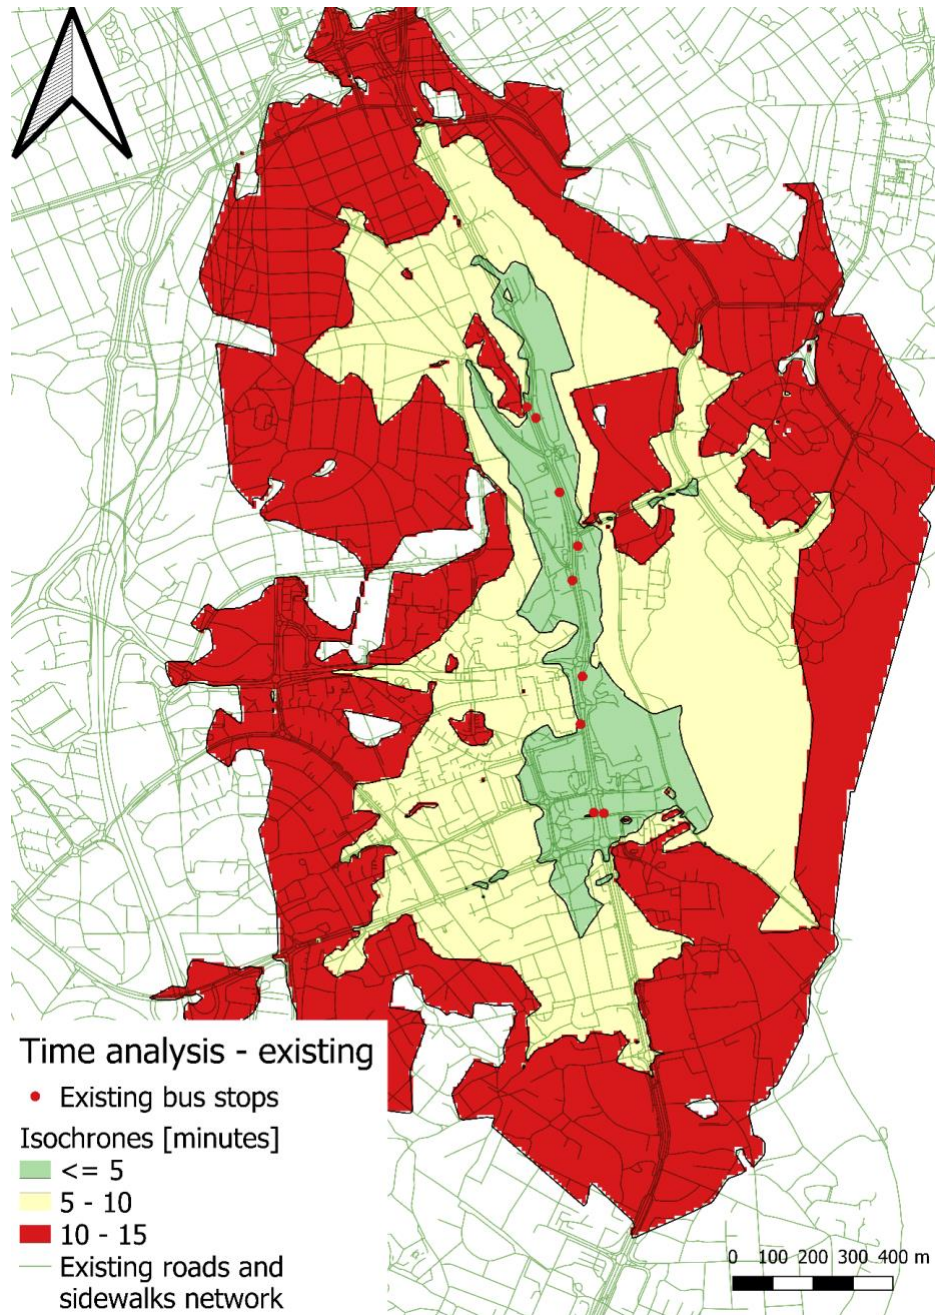 Time analysis - existing
Existing bus stops
Isochrones [minutes]
<= 5
5 - 10
10 - 15
Existing roads and
sidewalks network
0 100 200 300 400 m